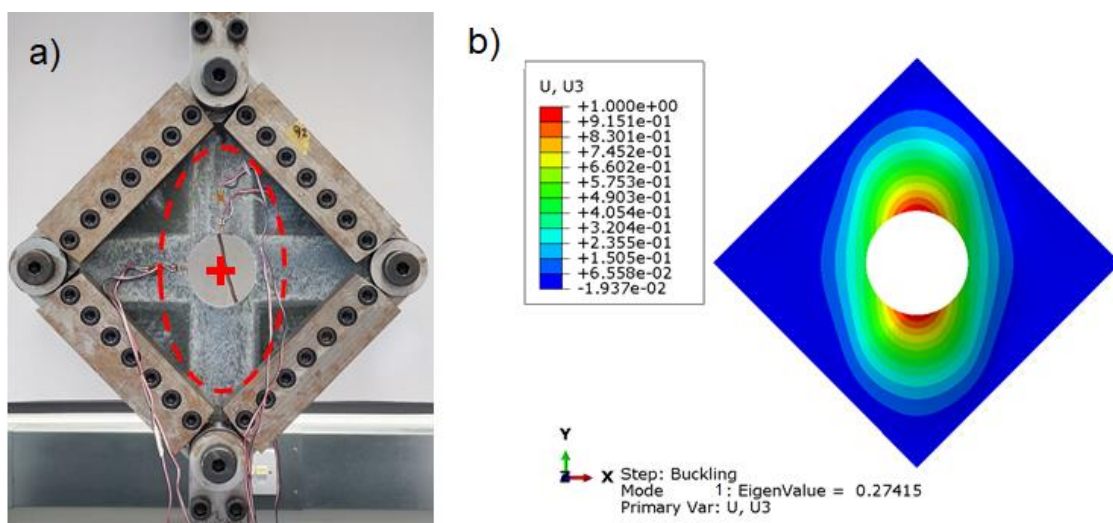 a)
92
b)
U, U3
+1.000e+00
+9.151e-01
+8.301e-01
+7.452e-01
+6.602e-01
+5.753e-01
+4.903e-01
+4.054e-01
+3.204e-01
+2.355e-01
+1.505e-01
+6.558e-02
-1.937e-02
Y
Z
X
Step: Buckling
Mode 1: EigenValue = 0.27415
Primary Var: U, U3